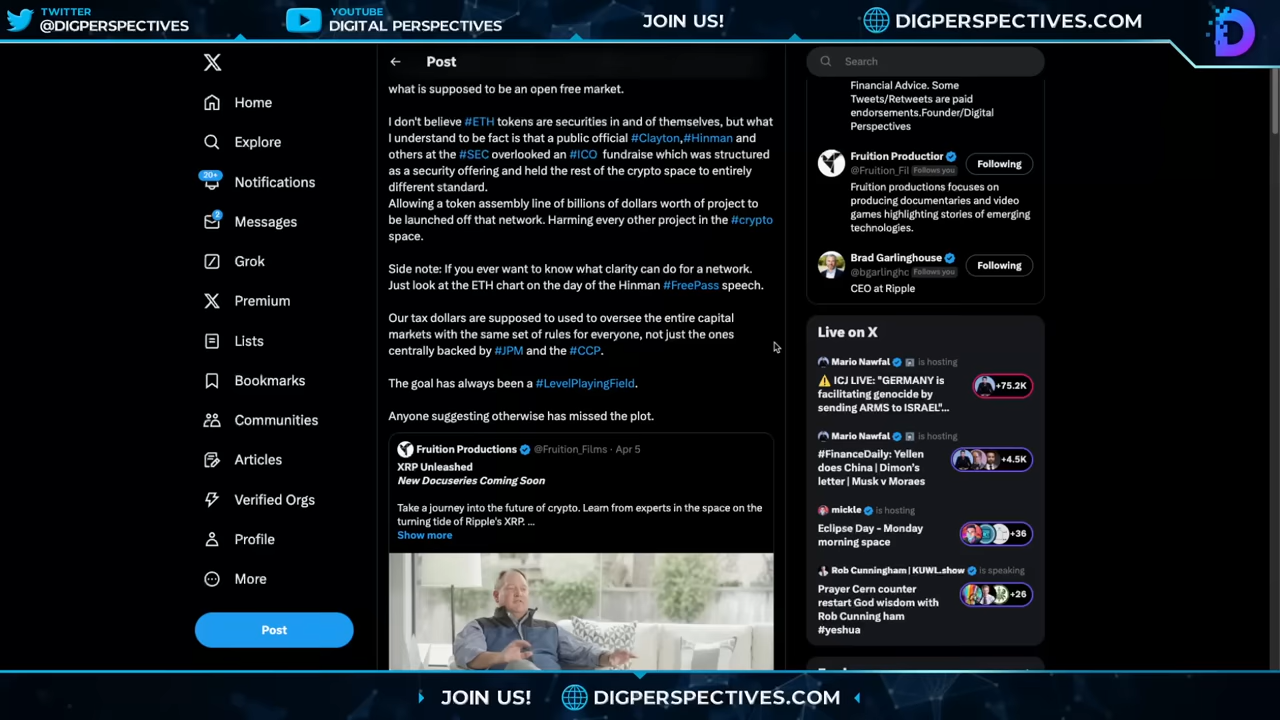 TWITTER
@DIGPERSPECTIVES
YOUTUBE
DIGITAL PERSPECTIVES
JOIN US!
DIGPERSPECTIVES.COM
Home
Explore
20+
Notifications
2
Messages
Grok
Premium
Lists
Bookmarks
Communities
Articles
Verified Orgs
Profile
More
Post
Post
what is supposed to be an open free market.
I don't believe #ETH tokens are securities in and of themselves, but what
I understand to be fact is that a public official #Clayton,#Hinman and
others at the #SEC overlooked an #ICO fundraise which was structured
as a security offering and held the rest of the crypto space to entirely
different standard.
Allowing a token assembly line of billions of dollars worth of project to
be launched off that network. Harming every other project in the #crypto
space.
Side note: If you ever want to know what clarity can do for a network.
Just look at the ETH chart on the day of the Hinman #FreePass speech.
Our tax dollars are supposed to used to oversee the entire capital
markets with the same set of rules for everyone, not just the ones
centrally backed by #JPM and the #CCP.
The goal has always been a #LevelPlayingField.
Anyone suggesting otherwise has missed the plot.
Fruition Productions @Fruition_Films · Apr 5
XRP Unleashed
New Docuseries Coming Soon
Take a journey into the future of crypto. Learn from experts in the space on the
turning tide of Ripple's XRP. ...
Show more
Search
Financial Advice. Some
Tweets/Retweets are paid
endorsements.Founder/Digital
Perspectives
Fruition Production
@Fruition_Fil Follows you
Following
Fruition productions focuses on
producing documentaries and video
games highlighting stories of emerging
technologies.
Brad Garlinghouse
@bgarlinghc Follows you
Following
CEO at Ripple
Live on X
Mario Nawfal is hosting
⚠️ ICJ LIVE: "GERMANY is
facilitating genocide by
sending ARMS to ISRAEL"...
+75.2K
Mario Nawfal is hosting
#FinanceDaily: Yellen
does China | Dimon's
letter | Musk v Moraes
+4.5K
mickle is hosting
Eclipse Day - Monday
morning space
+36
Rob Cunningham | KUWL.show is speaking
Prayer Cern counter
restart God wisdom with
Rob Cunning ham
#yeshua
+26
JOIN US!
DIGPERSPECTIVES.COM